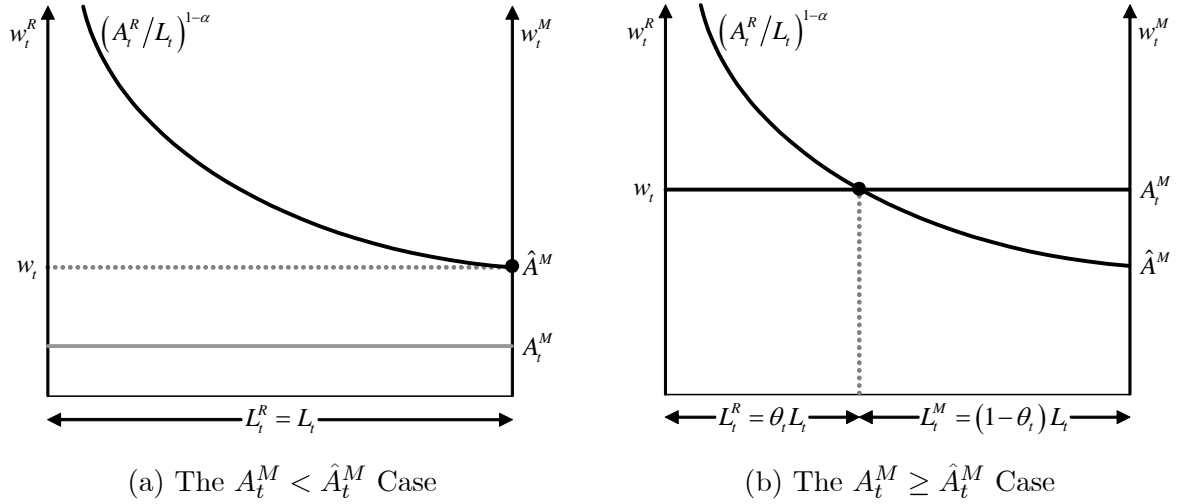 w_t^R
(A_t^R/L_t)^{1-α}
w_t^M
w_t
Â^M
A_t^M
L_t^R = L_t
(a) The A_t^M < Â_t^M Case
w_t^R
(A_t^R/L_t)^{1-α}
w_t^M
w_t
A_t^M
Â^M
L_t^R = θ_t L_t
L_t^M = (1-θ_t) L_t
(b) The A_t^M ≥ Â_t^M Case